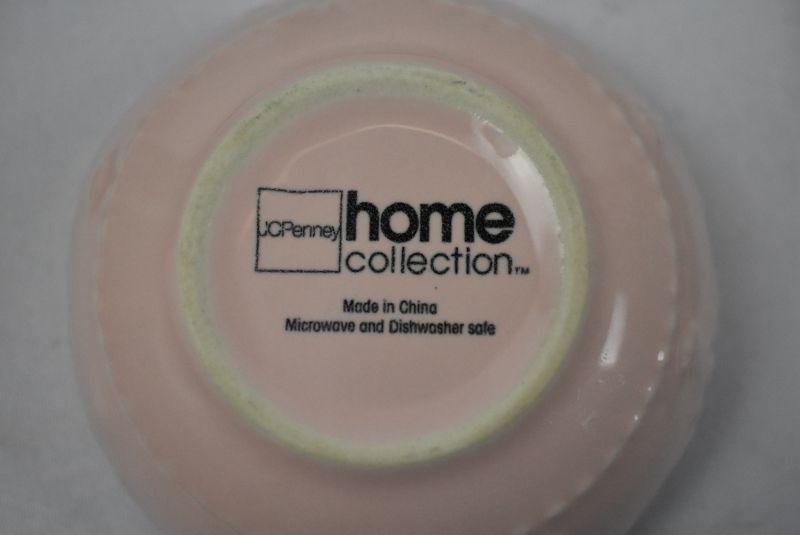 JCPenney home
collection™
Made in China
Microwave and Dishwasher safe